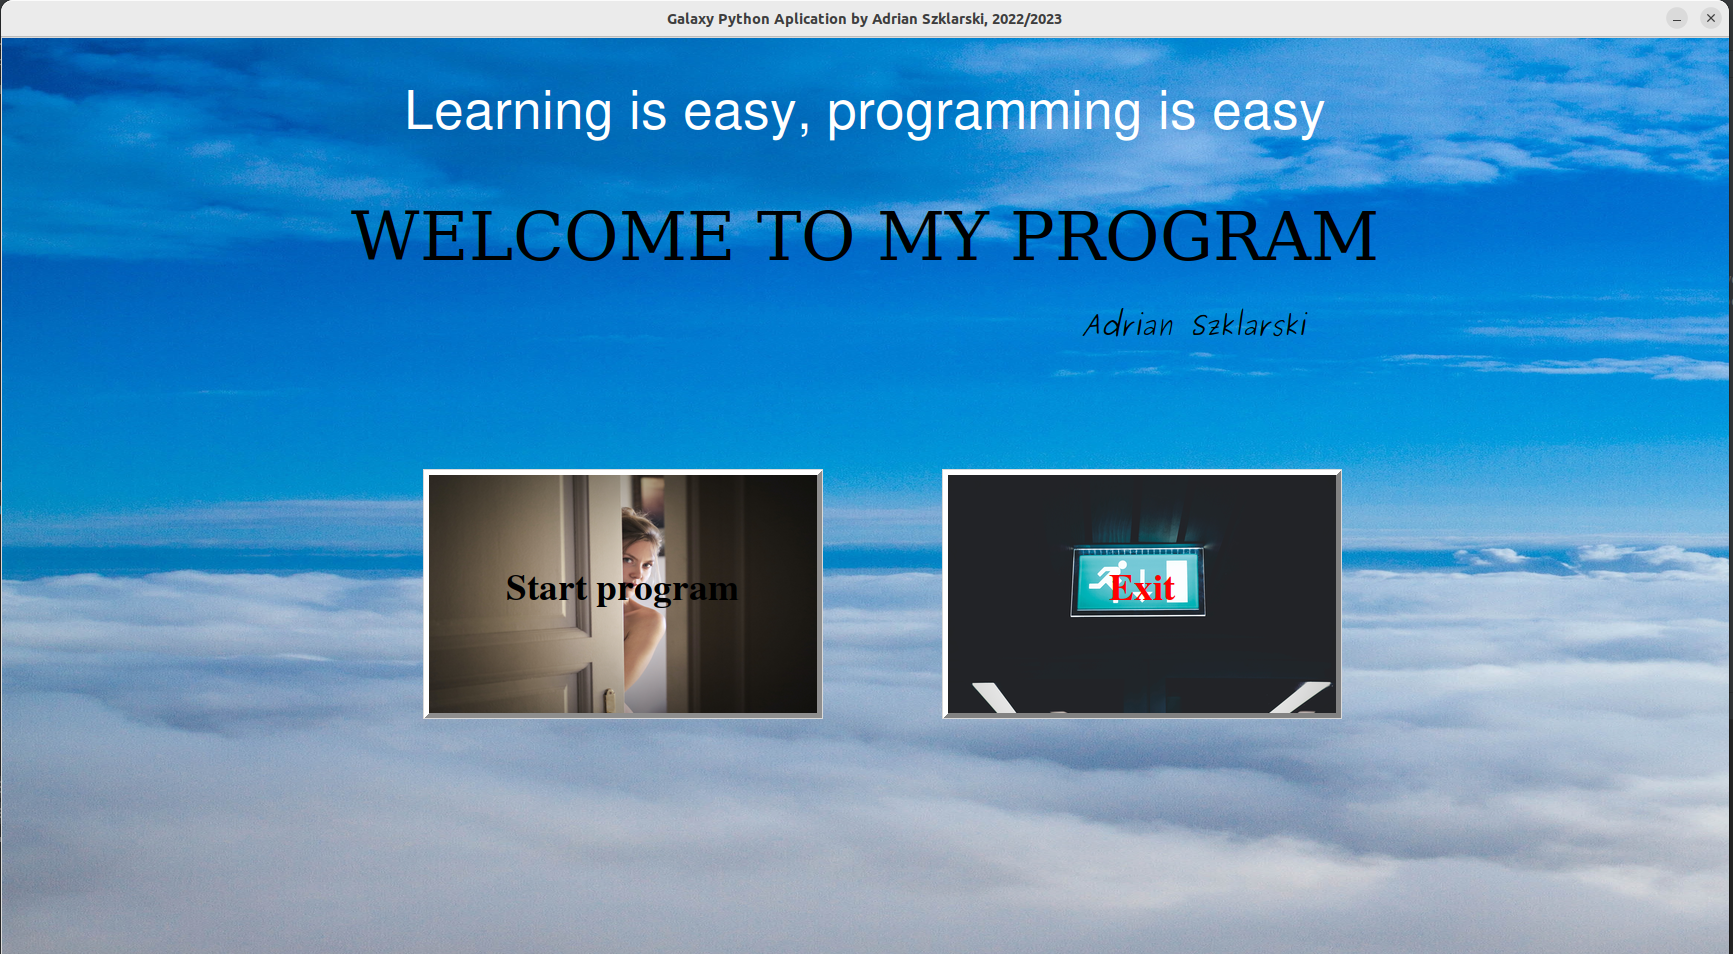 Galaxy Python Aplication by Adrian Szklarski, 2022/2023
Learning is easy, programming is easy
WELCOME TO MY PROGRAM
Adrian Szklarski
Start program
Exit